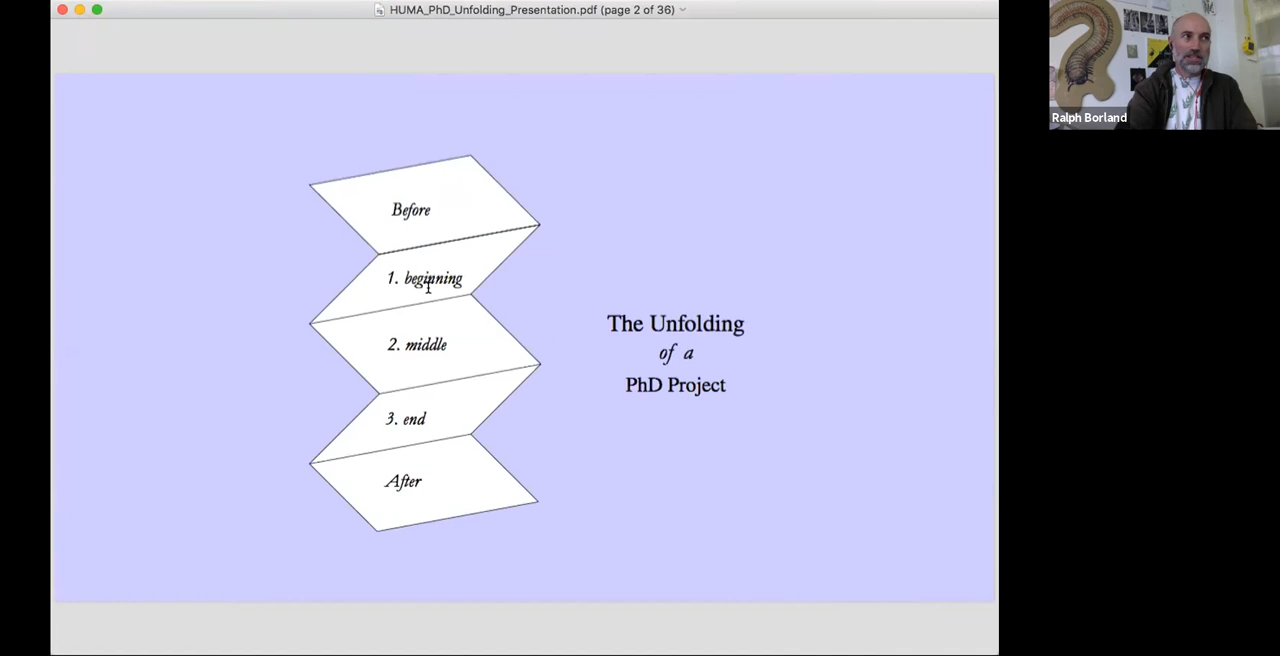 HUMA_PhD_Unfolding_Presentation.pdf (page 2 of 36)
Ralph Borland
Before
1. beginning
2. middle
3. end
After
The Unfolding
of a
PhD Project